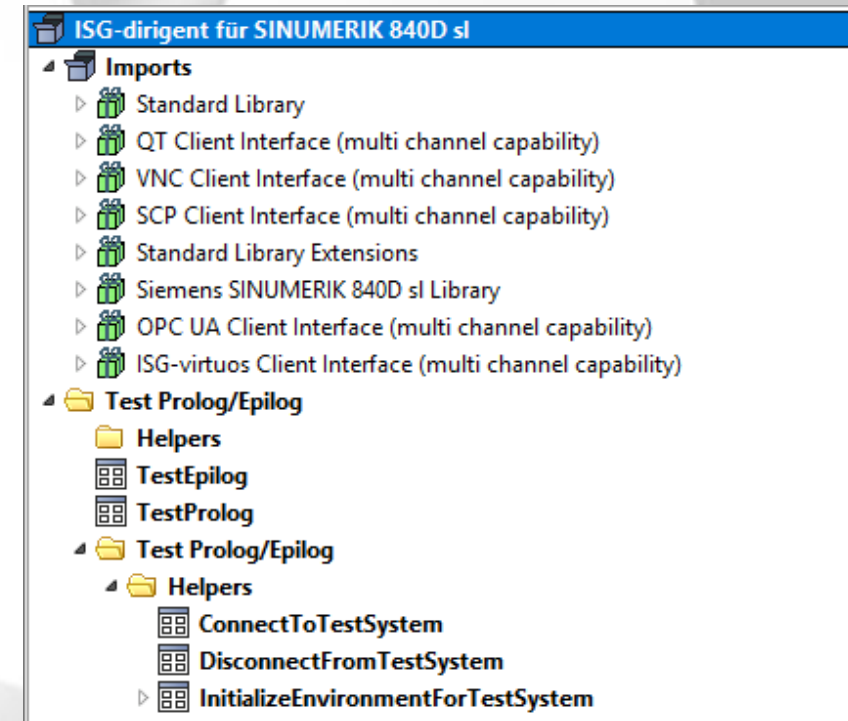 ISG-dirigent für SINUMERIK 840D sl
Imports
Standard Library
QT Client Interface (multi channel capability)
VNC Client Interface (multi channel capability)
SCP Client Interface (multi channel capability)
Standard Library Extensions
Siemens SINUMERIK 840D sl Library
OPC UA Client Interface (multi channel capability)
ISG-virtuos Client Interface (multi channel capability)
Test Prolog/Epilog
Helpers
TestEpilog
TestProlog
Test Prolog/Epilog
Helpers
ConnectToTestSystem
DisconnectFromTestSystem
InitializeEnvironmentForTestSystem